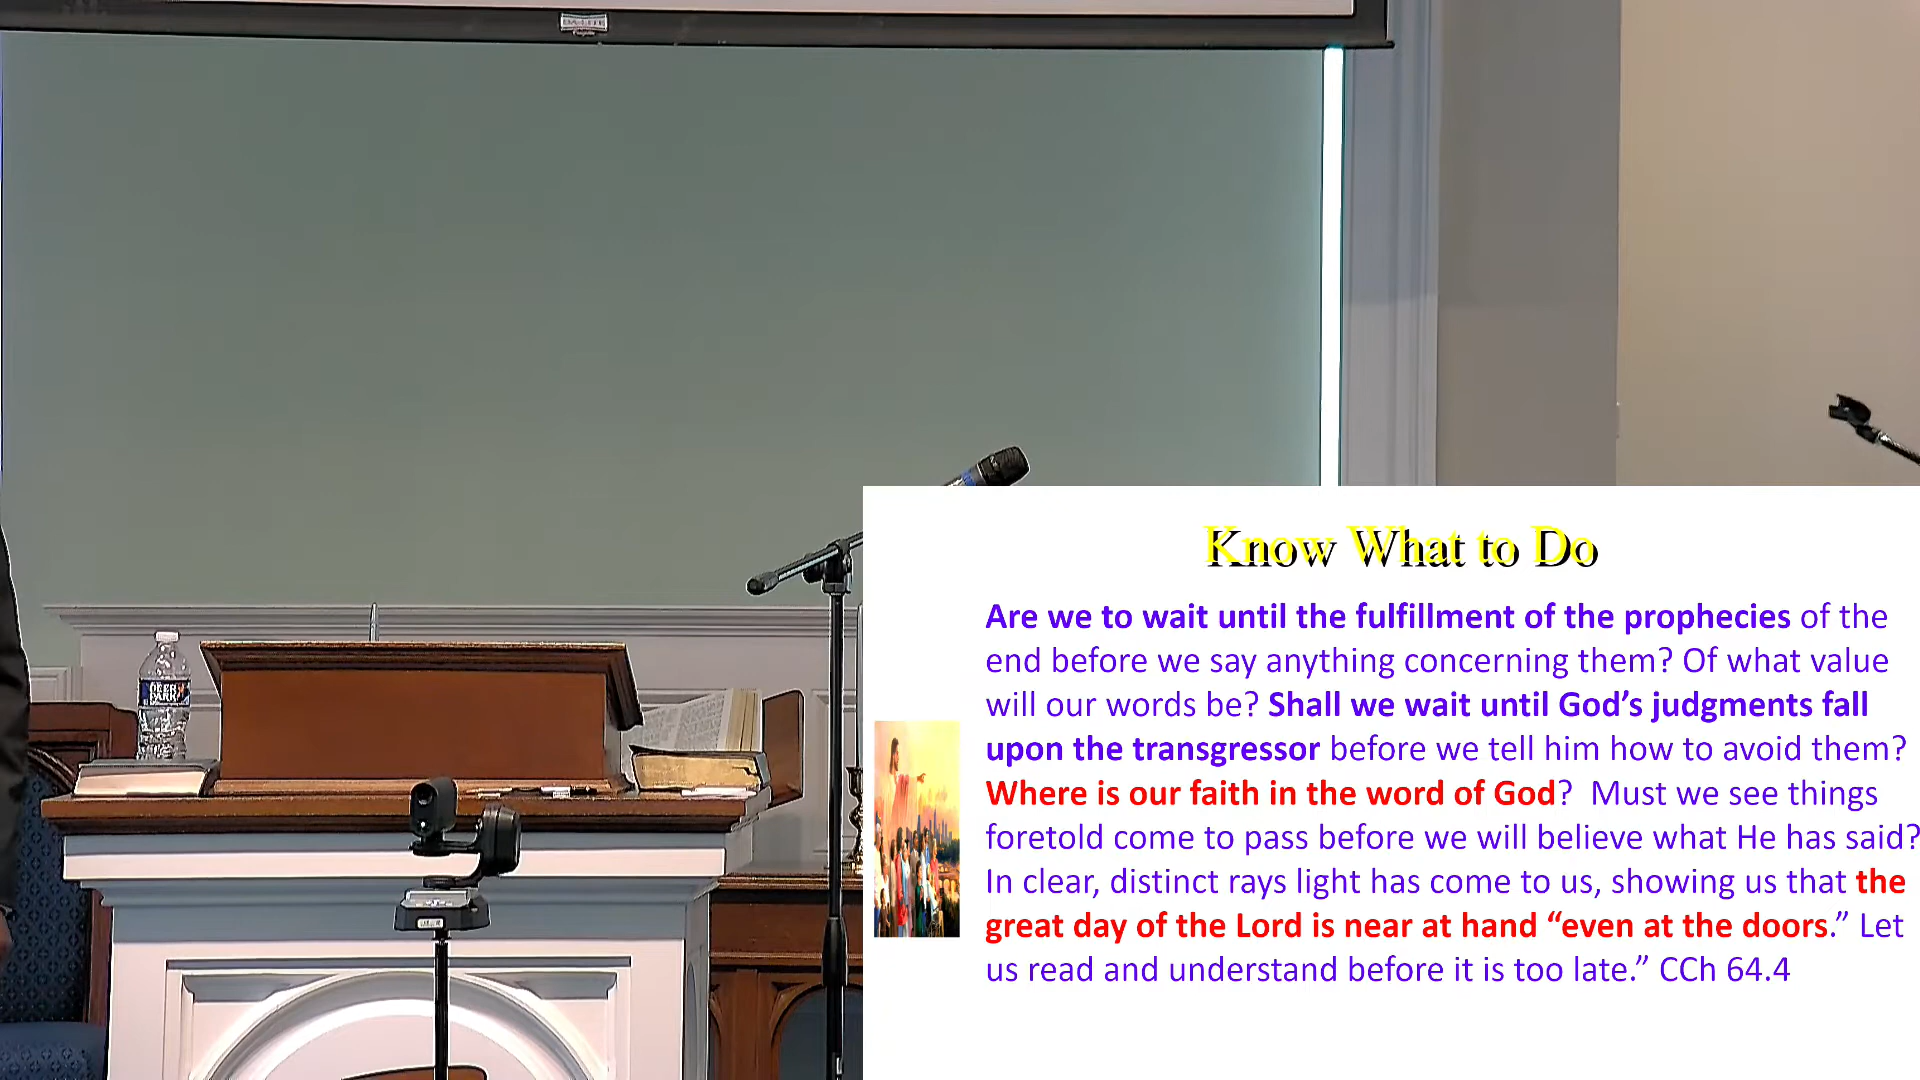 DA-LITE
Know What to Do
Are we to wait until the fulfillment of the prophecies of the
end before we say anything concerning them? Of what value
will our words be? Shall we wait until God’s judgments fall
upon the transgressor before we tell him how to avoid them?
Where is our faith in the word of God?  Must we see things
foretold come to pass before we will believe what He has said?
In clear, distinct rays light has come to us, showing us that the
great day of the Lord is near at hand “even at the doors.” Let
us read and understand before it is too late.” CCh 64.4
DEER
PARK